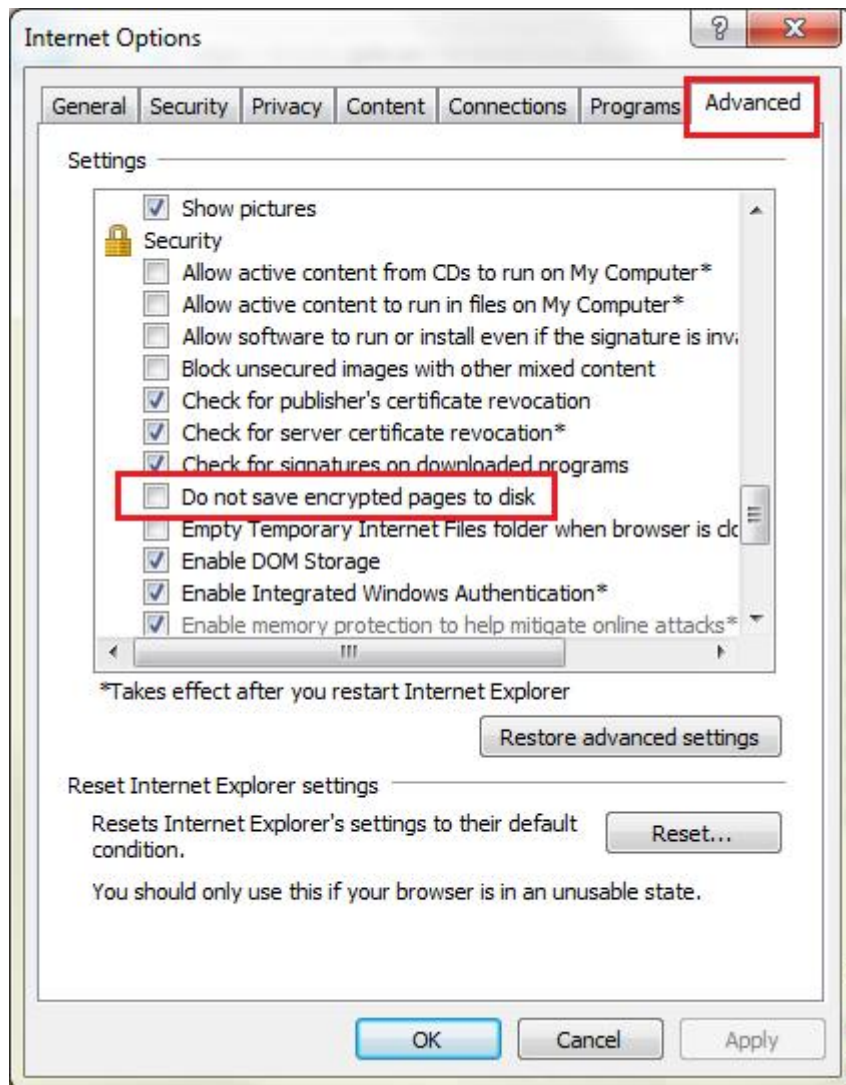 Internet Options
General Security Privacy Content Connections Programs Advanced
Settings
Show pictures
Security
Allow active content from CDs to run on My Computer*
Allow active content to run in files on My Computer*
Allow software to run or install even if the signature is inva
Block unsecured images with other mixed content
Check for publisher's certificate revocation
Check for server certificate revocation*
Check for signatures on downloaded programs
Do not save encrypted pages to disk
Empty Temporary Internet Files folder when browser is clo
Enable DOM Storage
Enable Integrated Windows Authentication*
Enable memory protection to help mitigate online attacks*
*Takes effect after you restart Internet Explorer
Restore advanced settings
Reset Internet Explorer settings
Resets Internet Explorer's settings to their default
condition.
Reset...
You should only use this if your browser is in an unusable state.
OK Cancel Apply